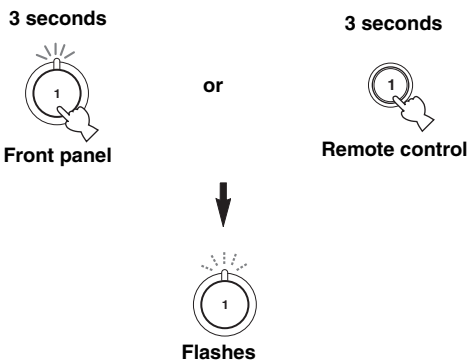 3 seconds
3 seconds
1
or
1
Front panel
Remote control
1
Flashes